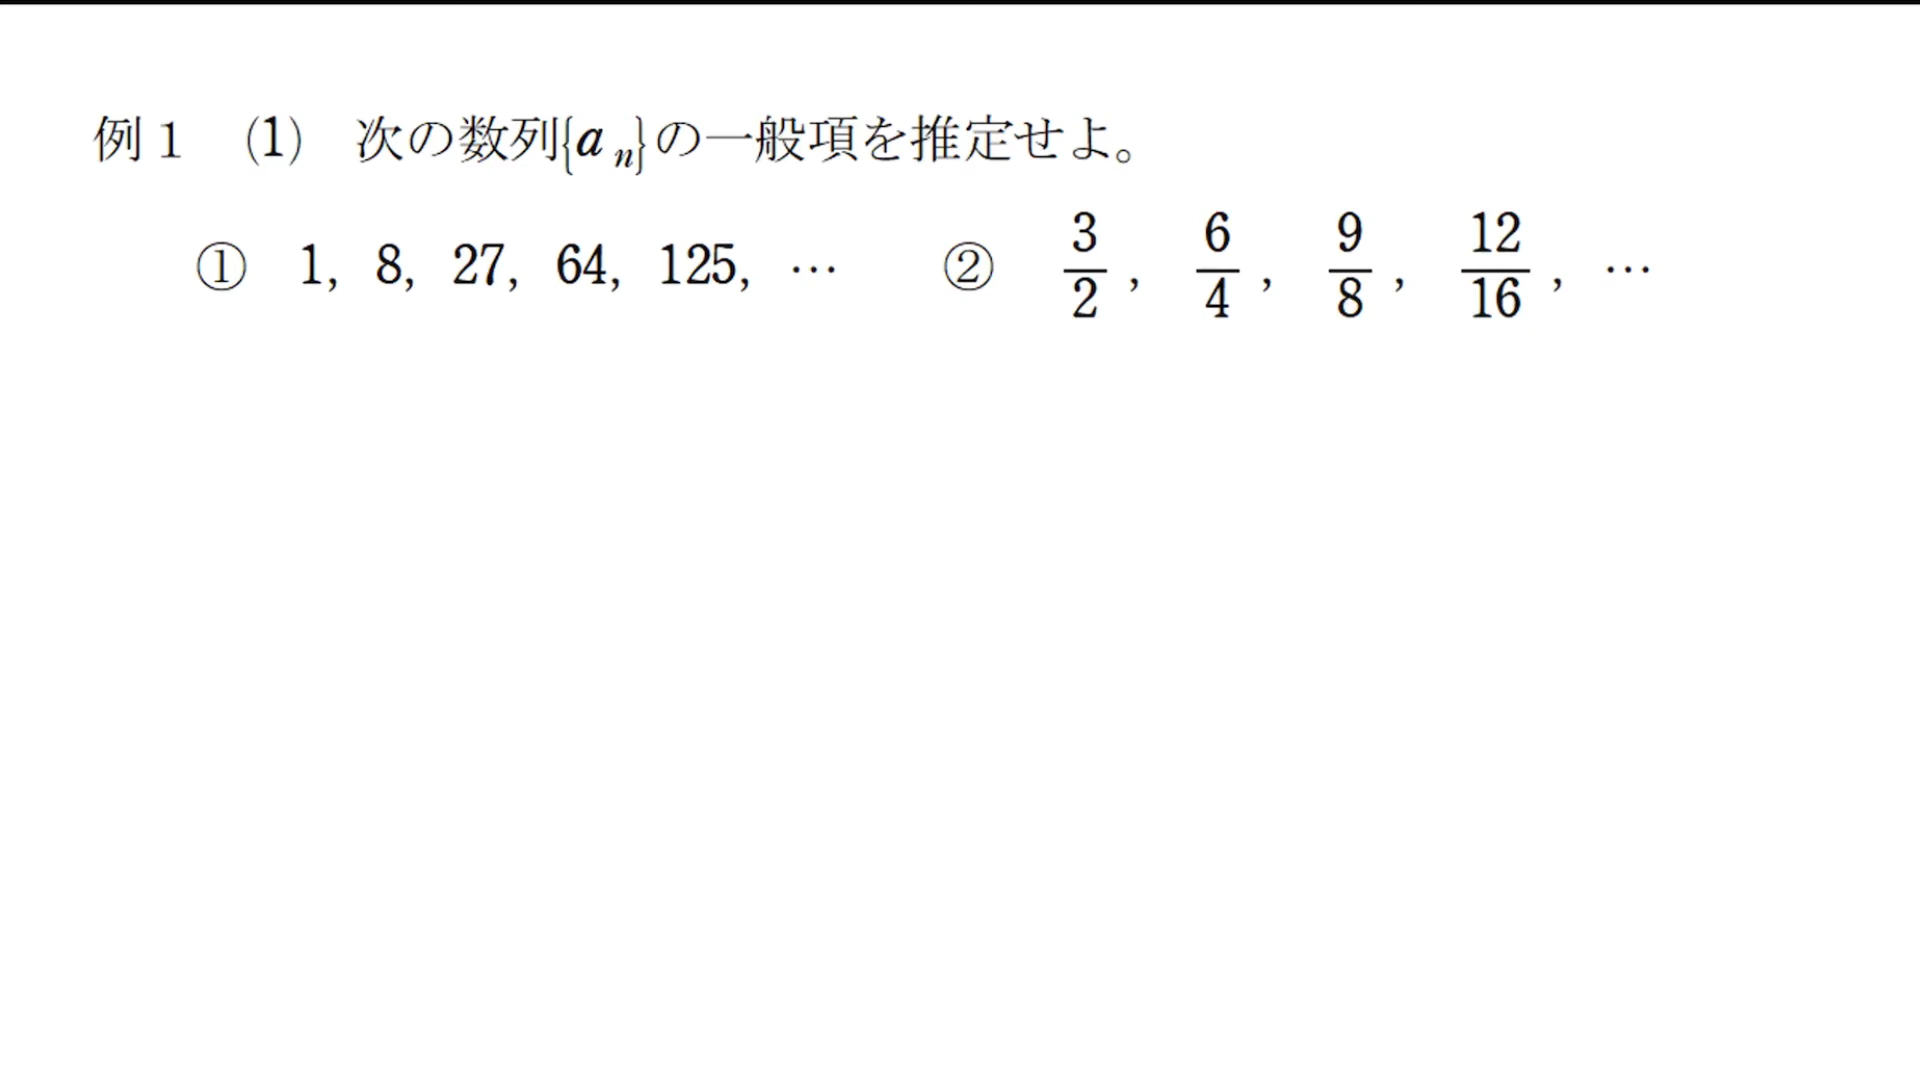 例1 (1) 次の数列{a_n}の一般項を推定せよ。
① 1, 8, 27, 64, 125, … ② 3/2, 6/4, 9/8, 12/16, …